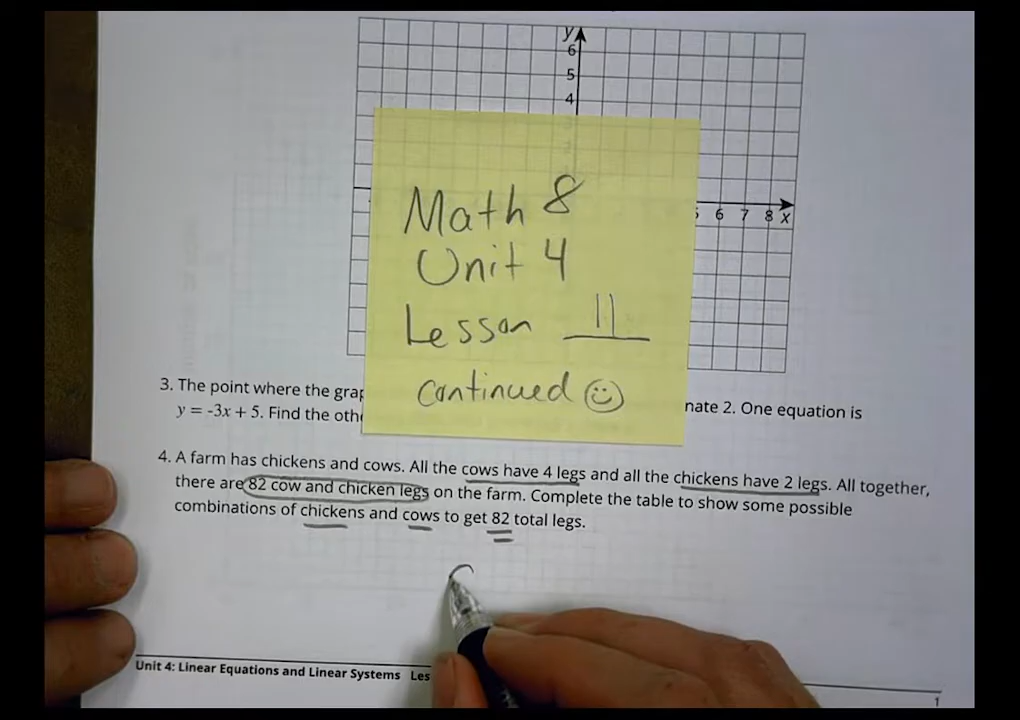 y
6
5
4
6 7 8 x
Math 8
Unit 4
Lesson 11
continued
3. The point where the
nate 2. One equation is
y = -3x + 5. Find the
4. A farm has chickens and cows. All the cows have 4 legs and all the chickens have 2 legs. All together,
there are 82 cow and chicken legs on the farm. Complete the table to show some possible
combinations of chickens and cows to get 82 total legs.
Unit 4: Linear Equations and Linear Systems
1